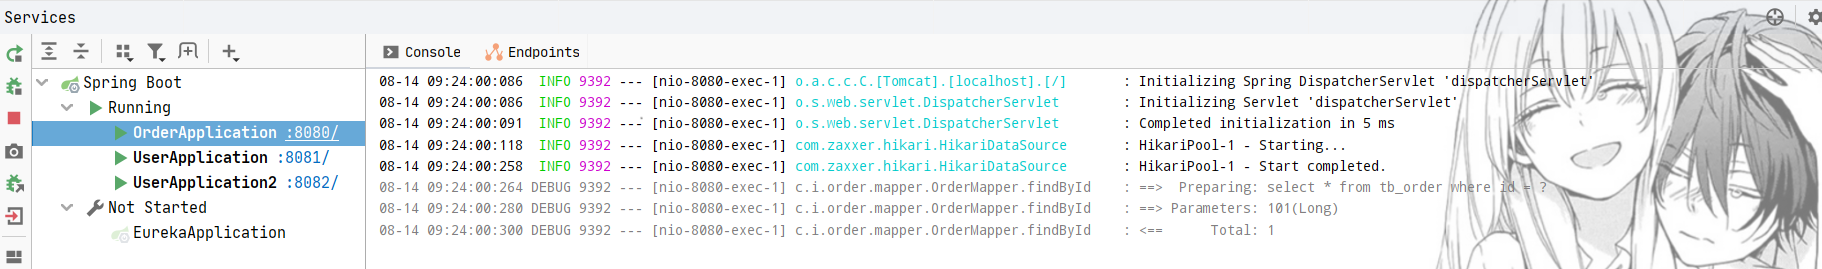 Services
Console
Endpoints
Spring Boot
Running
OrderApplication :8080/
UserApplication :8081/
UserApplication2 :8082/
Not Started
EurekaApplication
08-14 09:24:00:086  INFO 9392 --- [nio-8080-exec-1] o.a.c.c.C.[Tomcat].[localhost].[/]       : Initializing Spring DispatcherServlet 'dispatcherServlet'
08-14 09:24:00:086  INFO 9392 --- [nio-8080-exec-1] o.s.web.servlet.DispatcherServlet        : Initializing Servlet 'dispatcherServlet'
08-14 09:24:00:091  INFO 9392 --- [nio-8080-exec-1] o.s.web.servlet.DispatcherServlet        : Completed initialization in 5 ms
08-14 09:24:00:118  INFO 9392 --- [nio-8080-exec-1] com.zaxxer.hikari.HikariDataSource       : HikariPool-1 - Starting...
08-14 09:24:00:258  INFO 9392 --- [nio-8080-exec-1] com.zaxxer.hikari.HikariDataSource       : HikariPool-1 - Start completed.
08-14 09:24:00:264 DEBUG 9392 --- [nio-8080-exec-1] c.i.order.mapper.OrderMapper.findById    : ==>  Preparing: select * from tb_order where id = ?
08-14 09:24:00:280 DEBUG 9392 --- [nio-8080-exec-1] c.i.order.mapper.OrderMapper.findById    : ==> Parameters: 101(Long)
08-14 09:24:00:300 DEBUG 9392 --- [nio-8080-exec-1] c.i.order.mapper.OrderMapper.findById    : <==      Total: 1